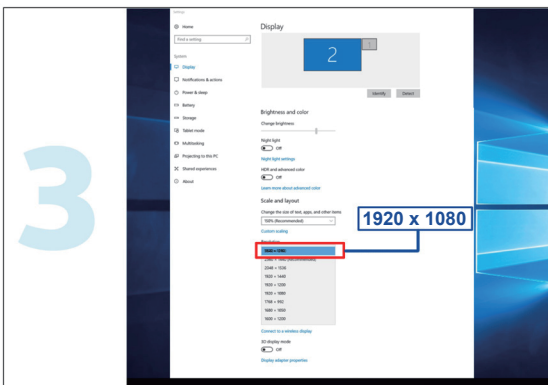 3
Settings
Home
Display
Find a setting
2
1
System
Display
Notifications & actions
Identify
Detect
Power & sleep
Battery
Brightness and color
Storage
Change brightness
Tablet mode
Multitasking
Night light
Off
Projecting to this PC
Night light settings
Shared experiences
HDR and advanced color
About
Off
Learn more about advanced color
Scale and layout
Change the size of text, apps, and other items
100% (Recommended)
1920 x 1080
Custom scaling
2048 × 1536
1920 × 1440
1920 × 1200
1920 × 1080
1680 × 1050
1600 × 1200
Connect to a wireless display
3D display mode
Off
Display adapter properties